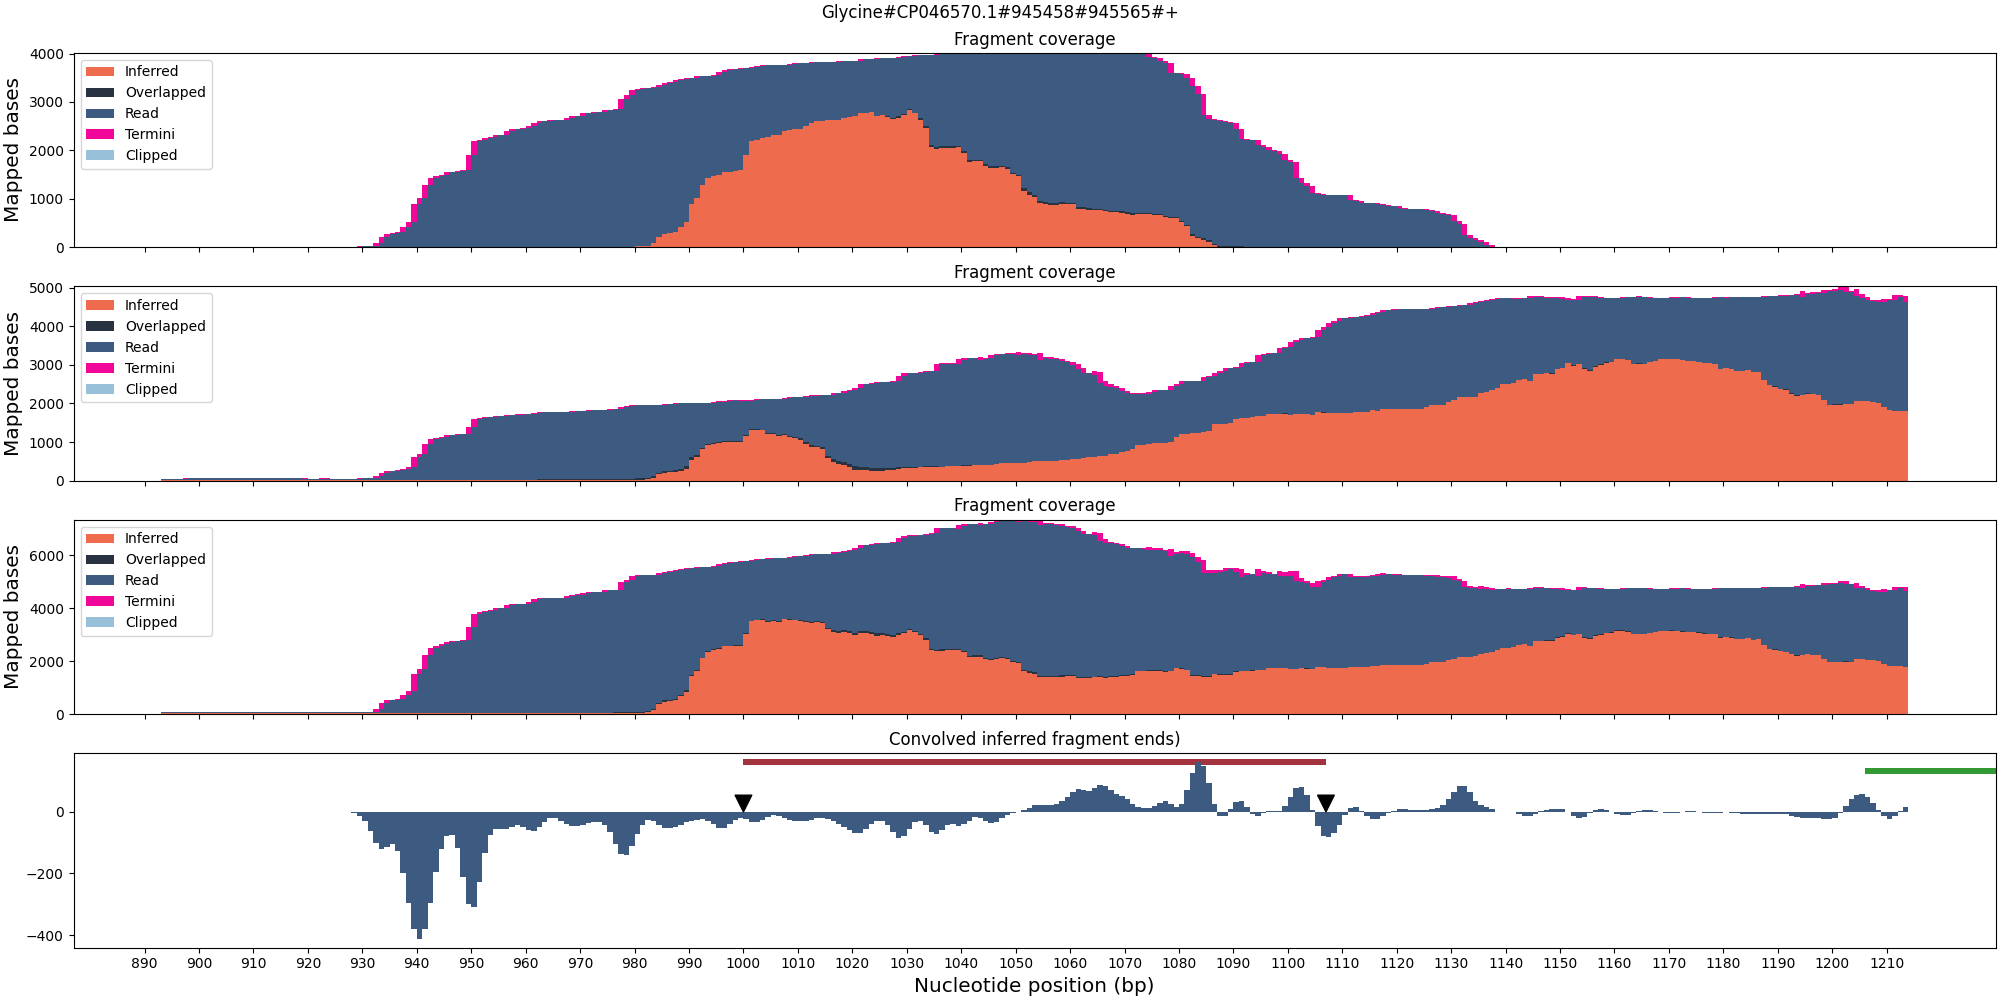 Glycine#CP046570.1#945458#945565#+
Fragment coverage
Mapped bases
4000
3000
2000
1000
0
Inferred
Overlapped
Read
Termini
Clipped
Fragment coverage
Mapped bases
5000
4000
3000
2000
1000
0
Inferred
Overlapped
Read
Termini
Clipped
Fragment coverage
Mapped bases
6000
4000
2000
0
Inferred
Overlapped
Read
Termini
Clipped
Convolved inferred fragment ends)
0
−200
−400
890 900 910 920 930 940 950 960 970 980 990 1000 1010 1020 1030 1040 1050 1060 1070 1080 1090 1100 1110 1120 1130 1140 1150 1160 1170 1180 1190 1200 1210
Nucleotide position (bp)